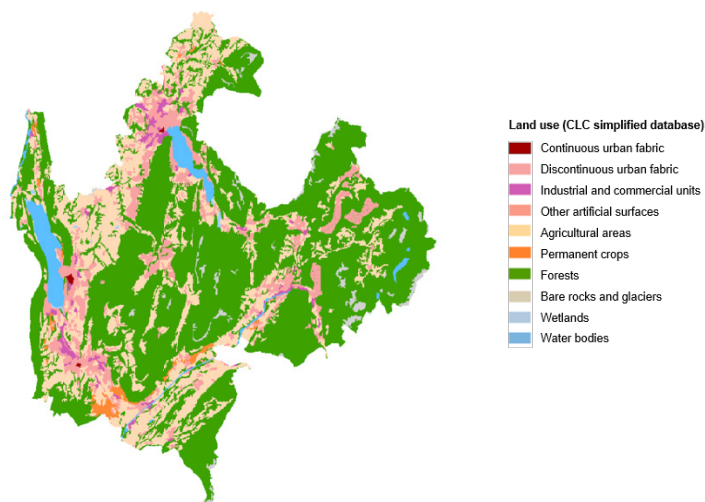 Land use (CLC simplified database)
Continuous urban fabric
Discontinuous urban fabric
Industrial and commercial units
Other artificial surfaces
Agricultural areas
Permanent crops
Forests
Bare rocks and glaciers
Wetlands
Water bodies